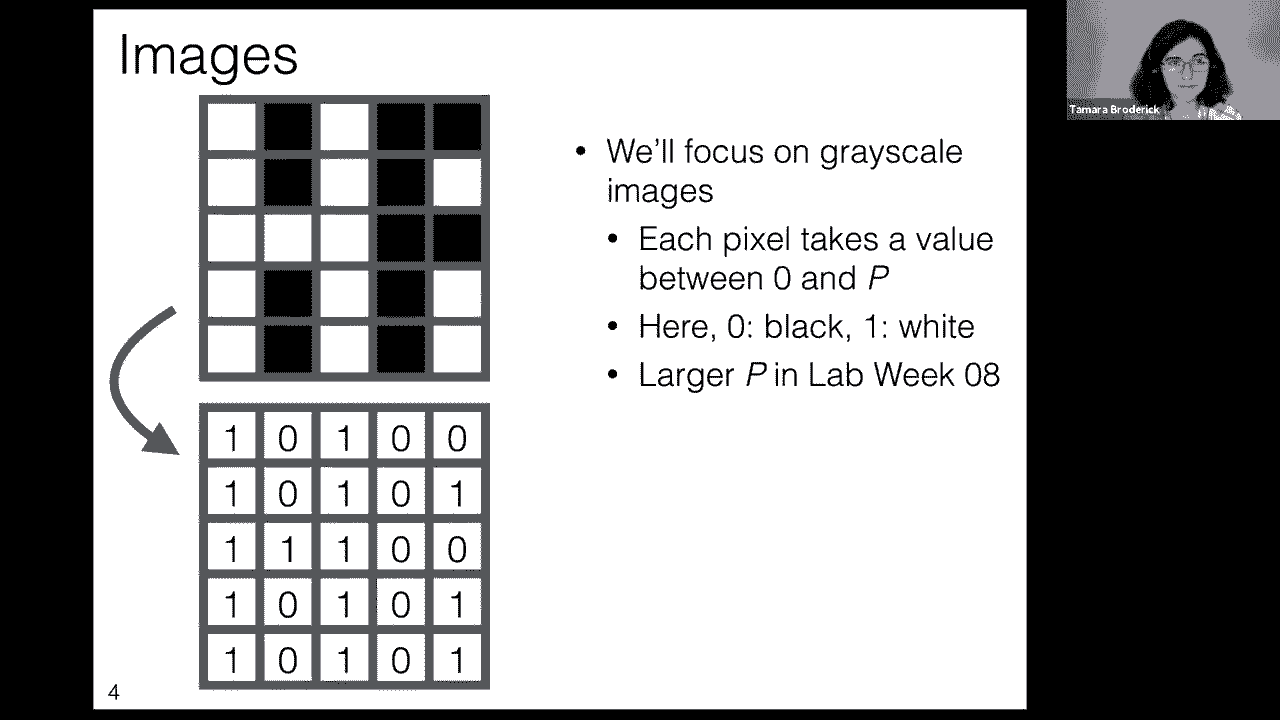 Images
Tamara Broderick
• We'll focus on grayscale
images
• Each pixel takes a value
between 0 and P
• Here, 0: black, 1: white
• Larger P in Lab Week 08
1 0 1 0 0
1 0 1 0 1
1 1 1 0 0
1 0 1 0 1
1 0 1 0 1
4